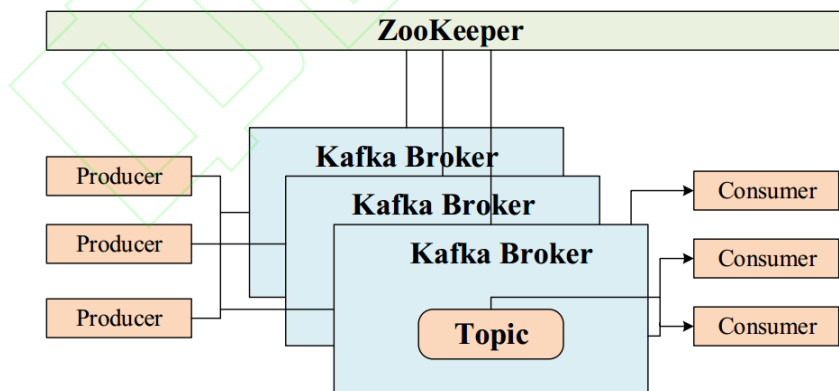 ZooKeeper
Kafka Broker
Producer
Consumer
Kafka Broker
Producer
Kafka Broker
Consumer
Producer
Topic
Consumer